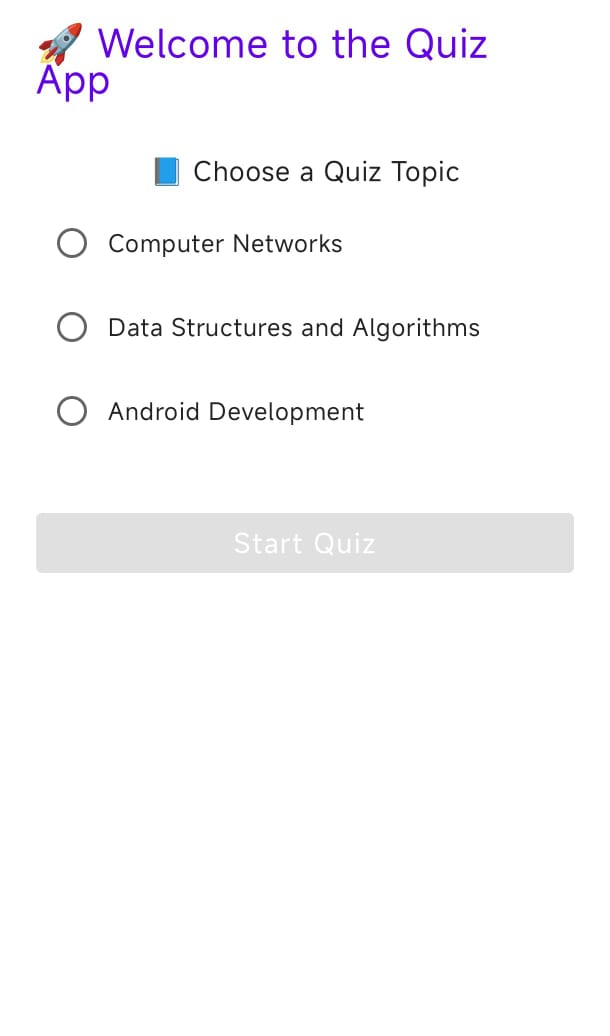 🚀 Welcome to the Quiz
App
📘 Choose a Quiz Topic
Computer Networks
Data Structures and Algorithms
Android Development
Start Quiz